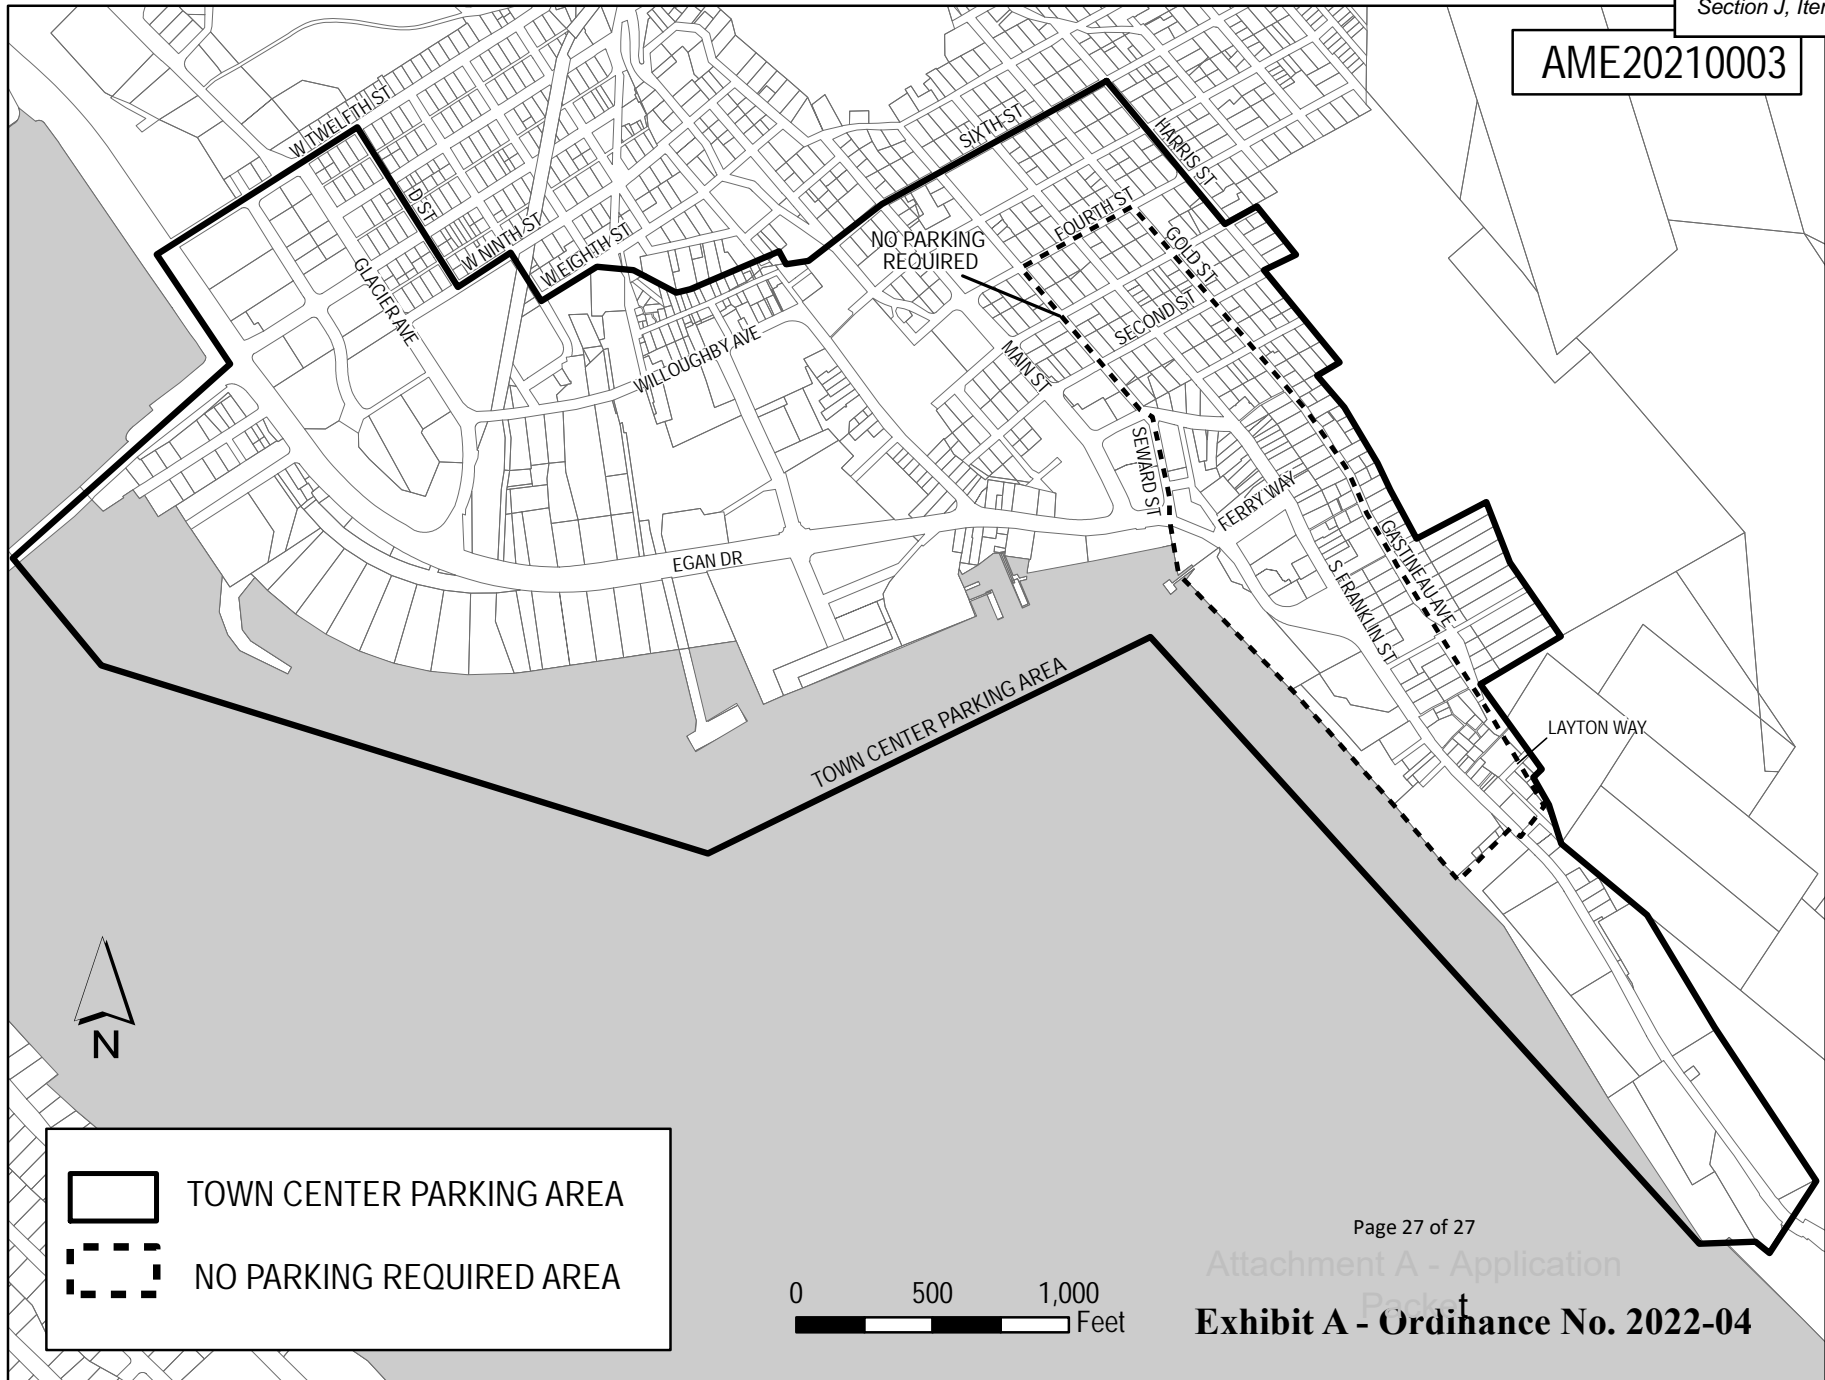 Section J, Iter
AME20210003
W TWELFTH ST
D ST
W NINTH ST
W EIGHTH ST
GLACIER AVE
WILLOUGHBY AVE
SIXTH ST
HARRIS ST
FOURTH ST
GOLD ST
NO PARKING
REQUIRED
SECOND ST
MAIN ST
SEWARD ST
FERRY WAY
EGAN DR
GASTINEAU AVE
S FRANKLIN ST
LAYTON WAY
TOWN CENTER PARKING AREA
N
TOWN CENTER PARKING AREA
NO PARKING REQUIRED AREA
0 500 1,000
Feet
Page 27 of 27
Attachment A - Application
Packet
Exhibit A - Ordinance No. 2022-04